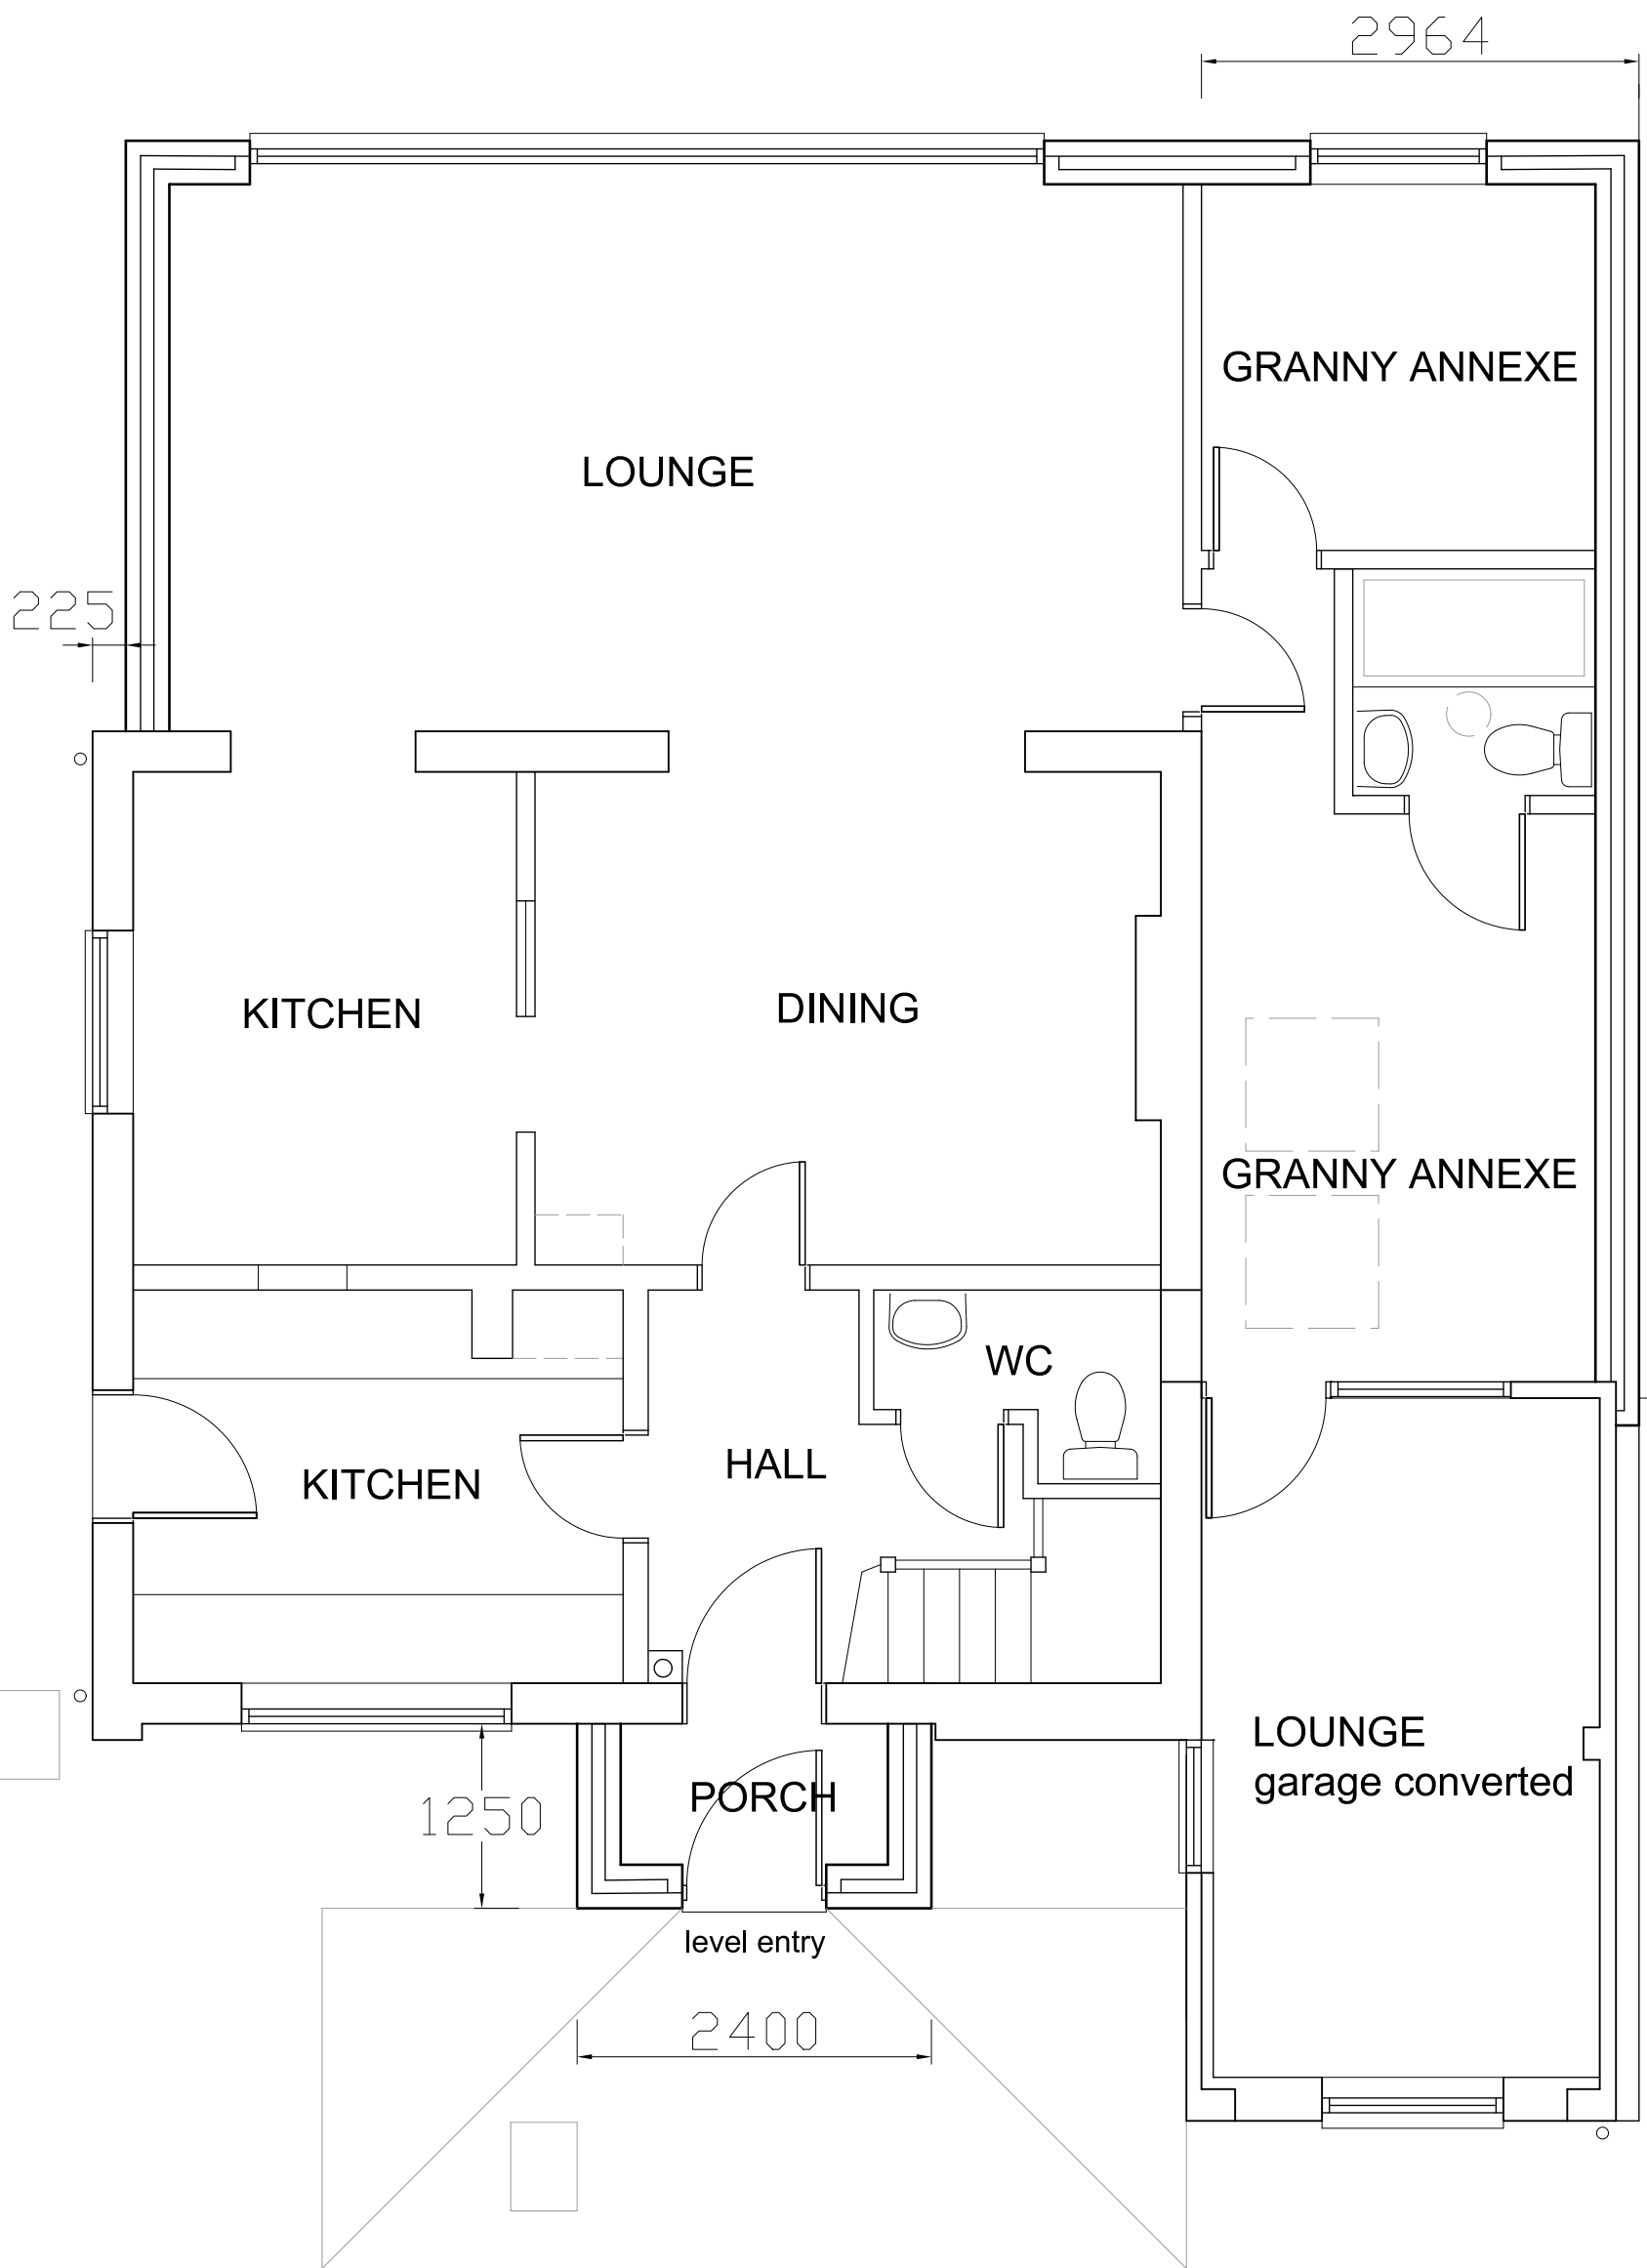 2964
GRANNY ANNEXE
LOUNGE
225
KITCHEN
DINING
GRANNY ANNEXE
WC
HALL
KITCHEN
LOUNGE
garage converted
PORCH
1250
level entry
2400